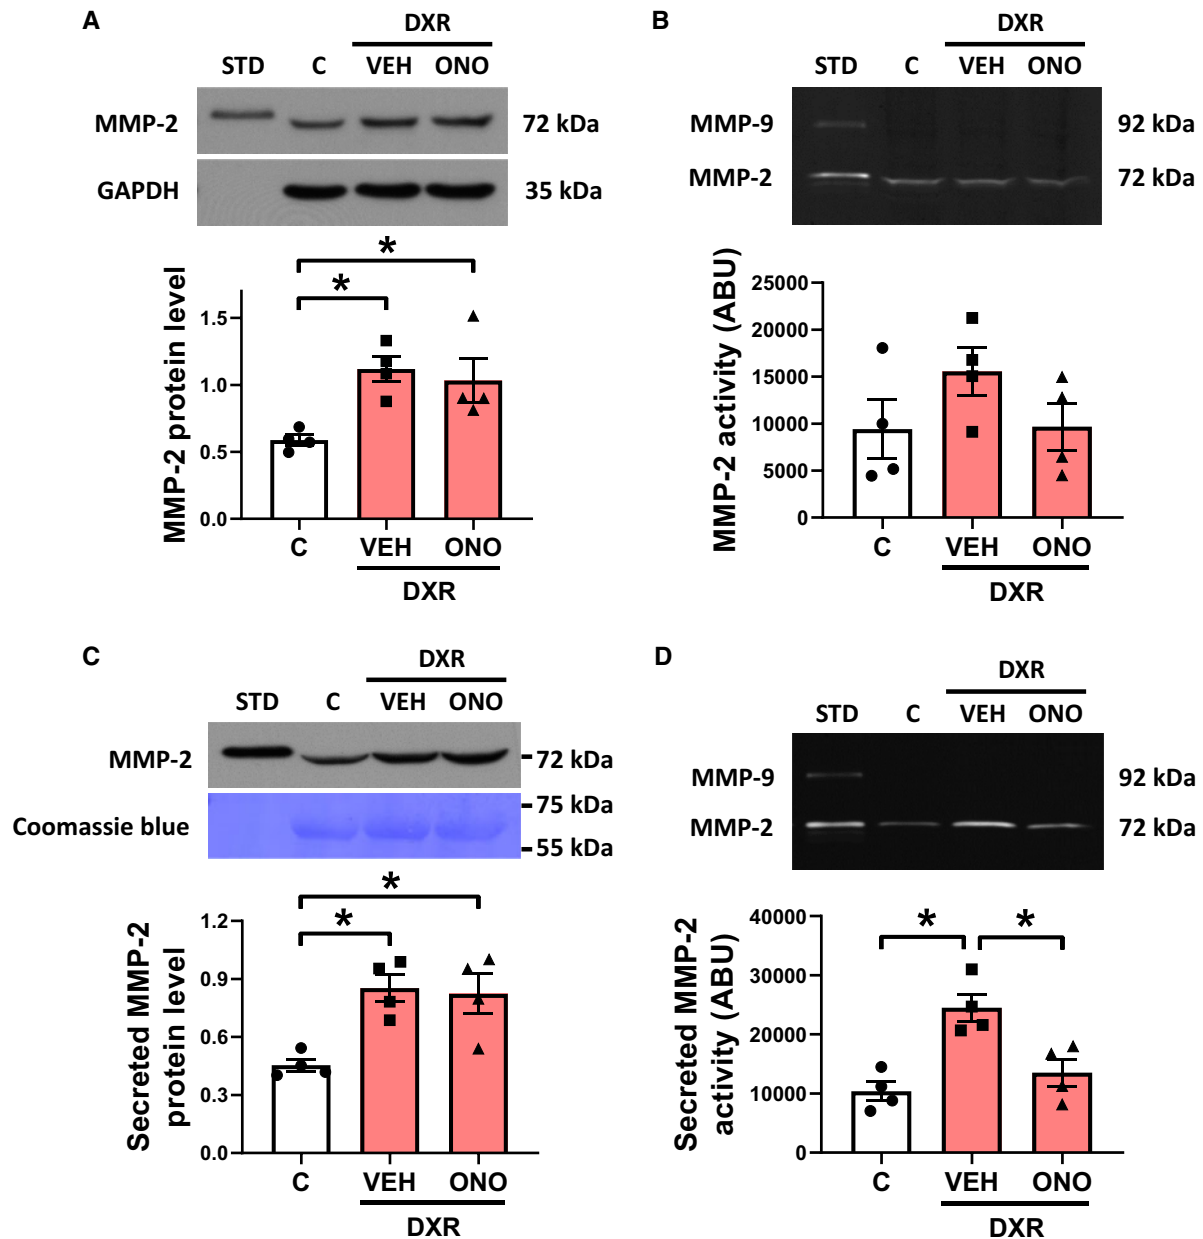 A
DXR
STD C VEH ONO
MMP-2 72 kDa
GAPDH 35 kDa
* *
MMP-2 protein level
1.5
1.0
0.5
0.0
C VEH ONO
DXR
B
DXR
STD C VEH ONO
MMP-9 92 kDa
MMP-2 72 kDa
MMP-2 activity (ABU)
25000
20000
15000
10000
5000
0
C VEH ONO
DXR
C
DXR
STD C VEH ONO
MMP-2 72 kDa
75 kDa
Coomassie blue
55 kDa
* *
Secreted MMP-2
protein level
1.2
0.9
0.6
0.3
0.0
C VEH ONO
DXR
D
DXR
STD C VEH ONO
MMP-9 92 kDa
MMP-2 72 kDa
* *
Secreted MMP-2
activity (ABU)
40000
30000
20000
10000
0
C VEH ONO
DXR